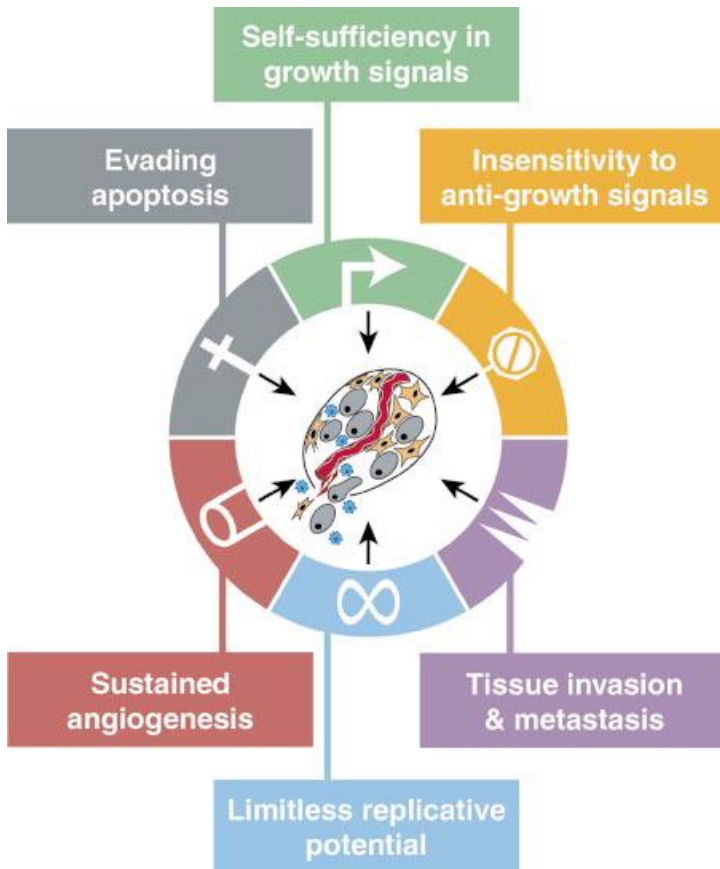 Self-sufficiency in
growth signals
Evading
apoptosis
Insensitivity to
anti-growth signals
Sustained
angiogenesis
Tissue invasion
& metastasis
Limitless replicative
potential